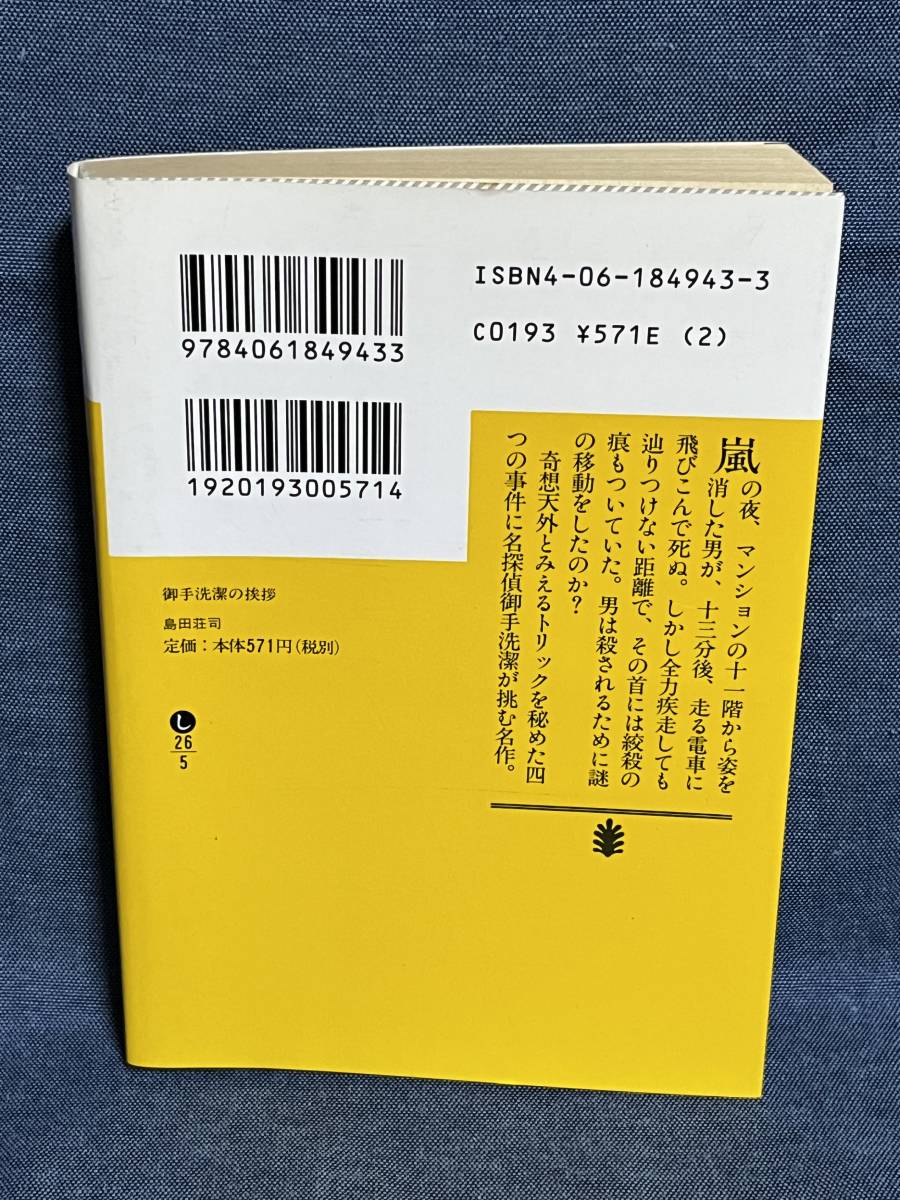 ISBN4-06-184943-3
C0193 ¥571E (2)
9784061849433
1920193005714
嵐の夜、マンションの十一階から姿を
消した男が、十三分後、走る電車に
飛びこんで死ぬ。しかし全力疾走しても
辿りつけない距離で、その首には絞殺の
痕もついていた。男は殺されるために謎
の移動をしたのか？
奇想天外とみえるトリックを秘めた四
つの事件に名探偵御手洗潔が挑む名作。
御手洗潔の挨拶
島田荘司
定価：本体571円（税別）
し
26
5